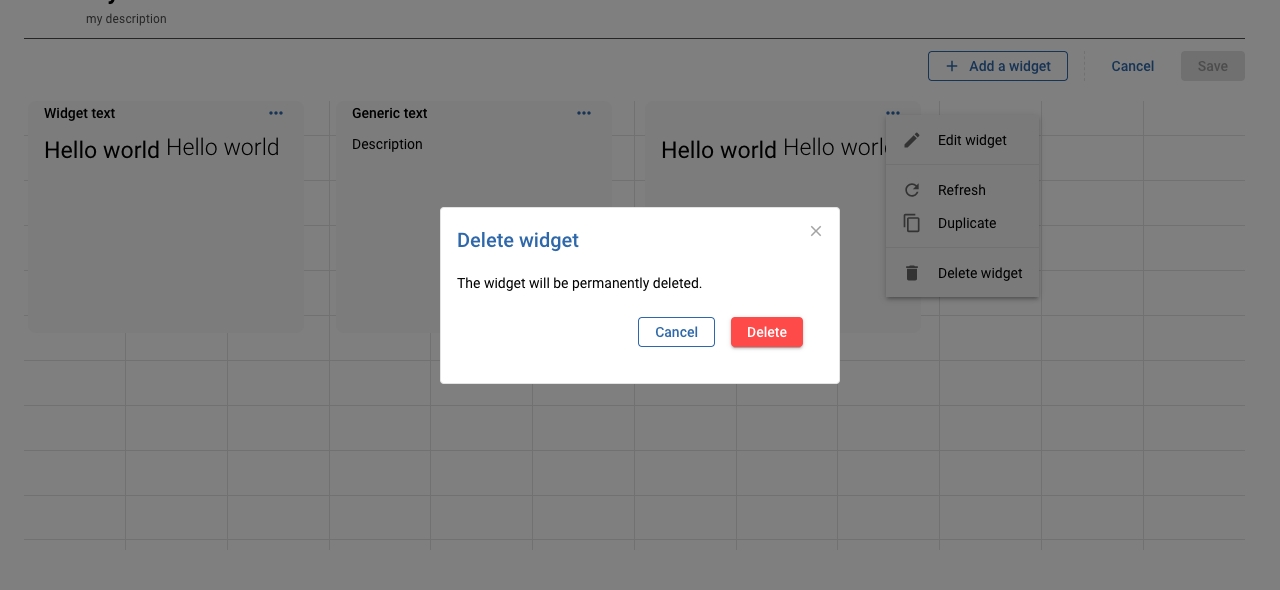 my description
Add a widget Cancel Save
Widget text
Hello world Hello world
Generic text
Description
Hello world Hello
Edit widget
Refresh
Duplicate
Delete widget
Delete widget
The widget will be permanently deleted.
Cancel Delete